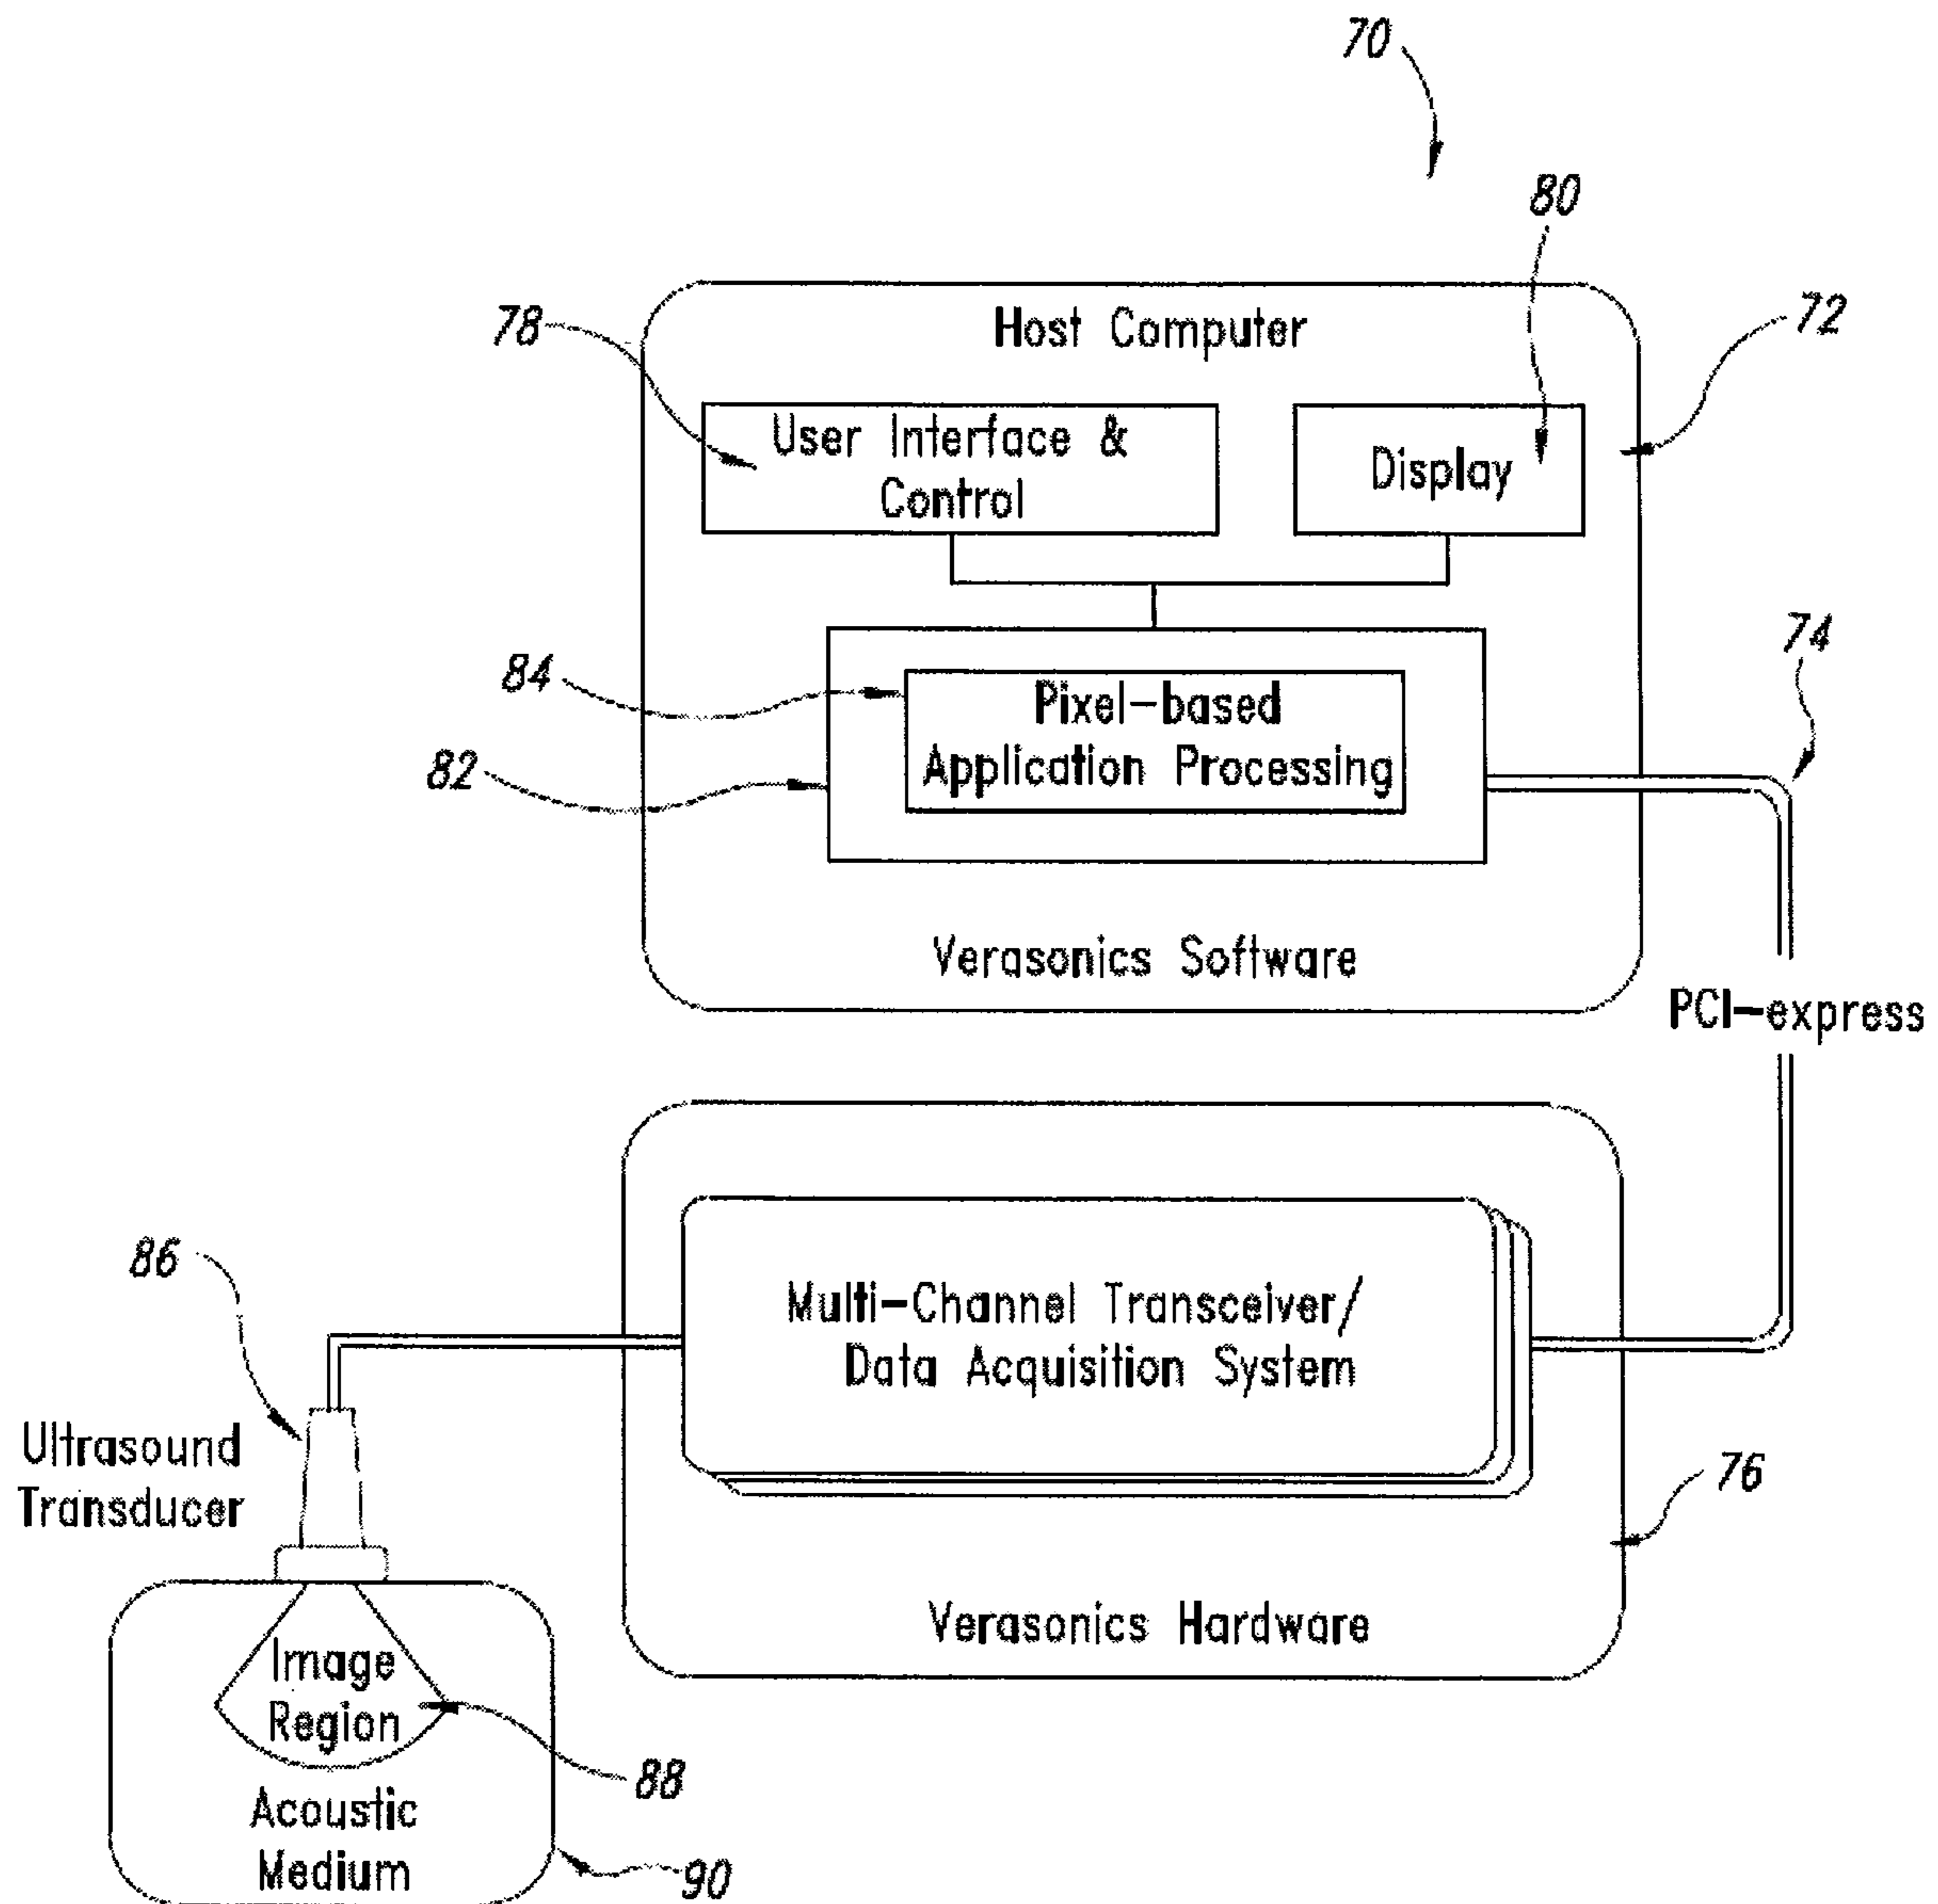 70
80
78
Host Computer
72
User Interface &
Control
Display
74
84
Pixel-based
Application Processing
82
Verasonics Software
PCI-express
86
Multi-Channel Transceiver/
Data Acquisition System
Ultrasound
Transducer
76
Verasonics Hardware
Image
Region
88
Acoustic
Medium
90